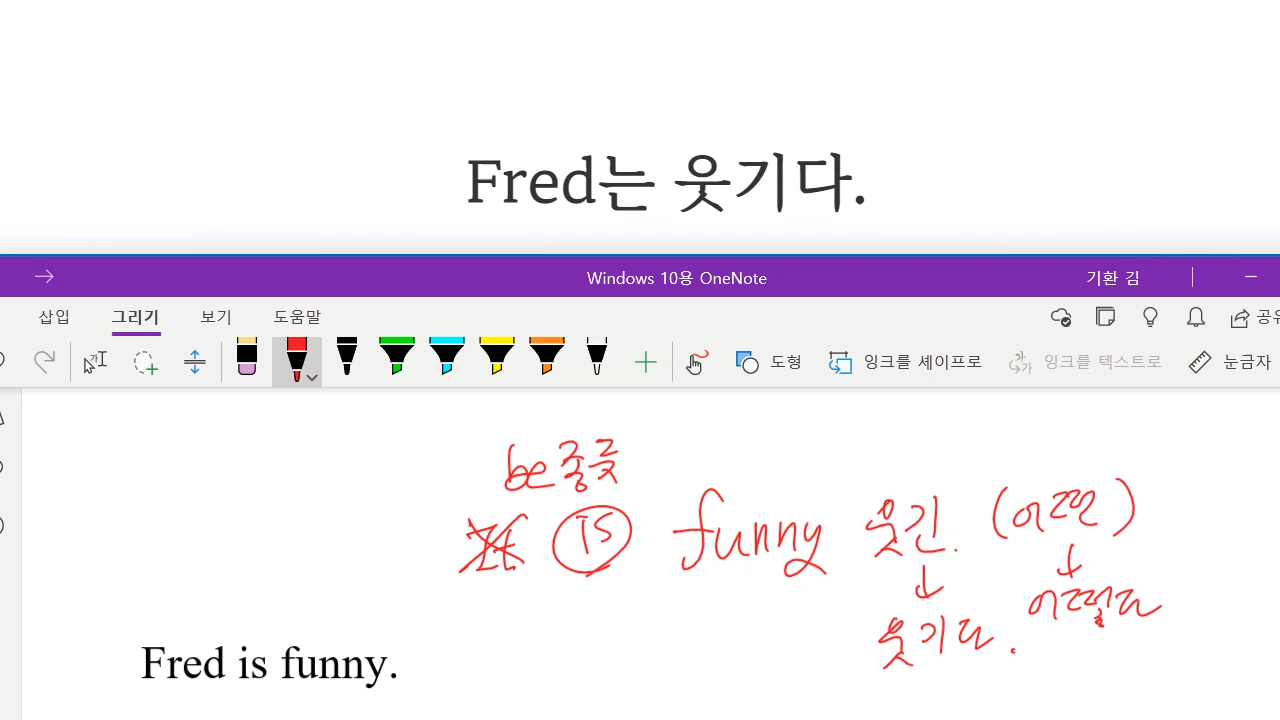 Fred는 웃기다.
Windows 10용 OneNote
기환 김
삽입 그리기 보기 도움말
공유
도형 잉크를 셰이프로 잉크를 텍스트로 눈금자
be종류
is funny 웃긴. (어떤)
↓ ↓
웃기다. 어떻다
Fred is funny.